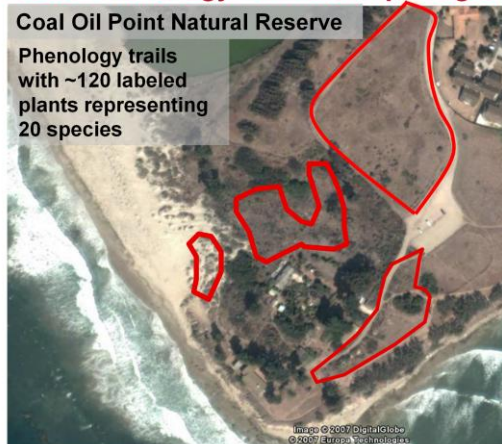 Coal Oil Point Natural Reserve
Phenology trails
with ~120 labeled
plants representing
20 species
Image © 2007 DigitalGlobe
© 2007 Europa Technologies